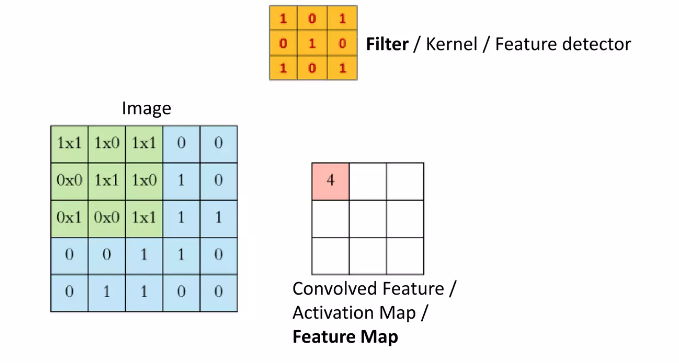 1 0 1
0 1 0
1 0 1
Filter / Kernel / Feature detector
Image
1x1 1x0 1x1 0 0
0x0 1x1 1x0 1 0
0x1 0x0 1x1 1 1
0 0 1 1 0
0 1 1 0 0
4
Convolved Feature /
Activation Map /
Feature Map